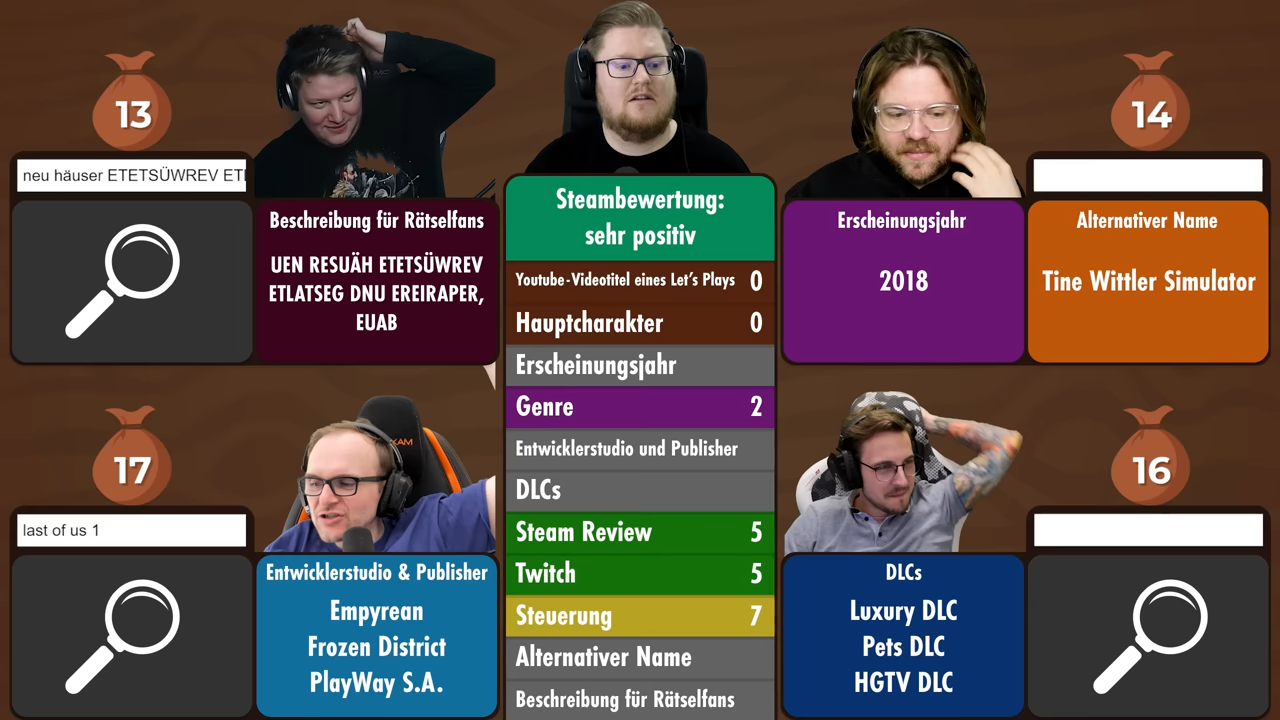 13
14
neu häuser ETETSÜWREV ETI
Beschreibung für Rätselfans
UEN RESUÄH ETETSÜWREV
ETLATSEG DNU EREIRAPER,
EUAB
Steambewertung:
sehr positiv
Youtube-Videotitel eines Let's Plays 0
Hauptcharakter 0
Erscheinungsjahr
Genre 2
Entwicklerstudio und Publisher
DLCs
Steam Review 5
Twitch 5
Steuerung 7
Alternativer Name
Beschreibung für Rätselfans
Erscheinungsjahr
2018
Alternativer Name
Tine Wittler Simulator
17
16
last of us 1
KAM
Entwicklerstudio & Publisher
Empyrean
Frozen District
PlayWay S.A.
DLCs
Luxury DLC
Pets DLC
HGTV DLC